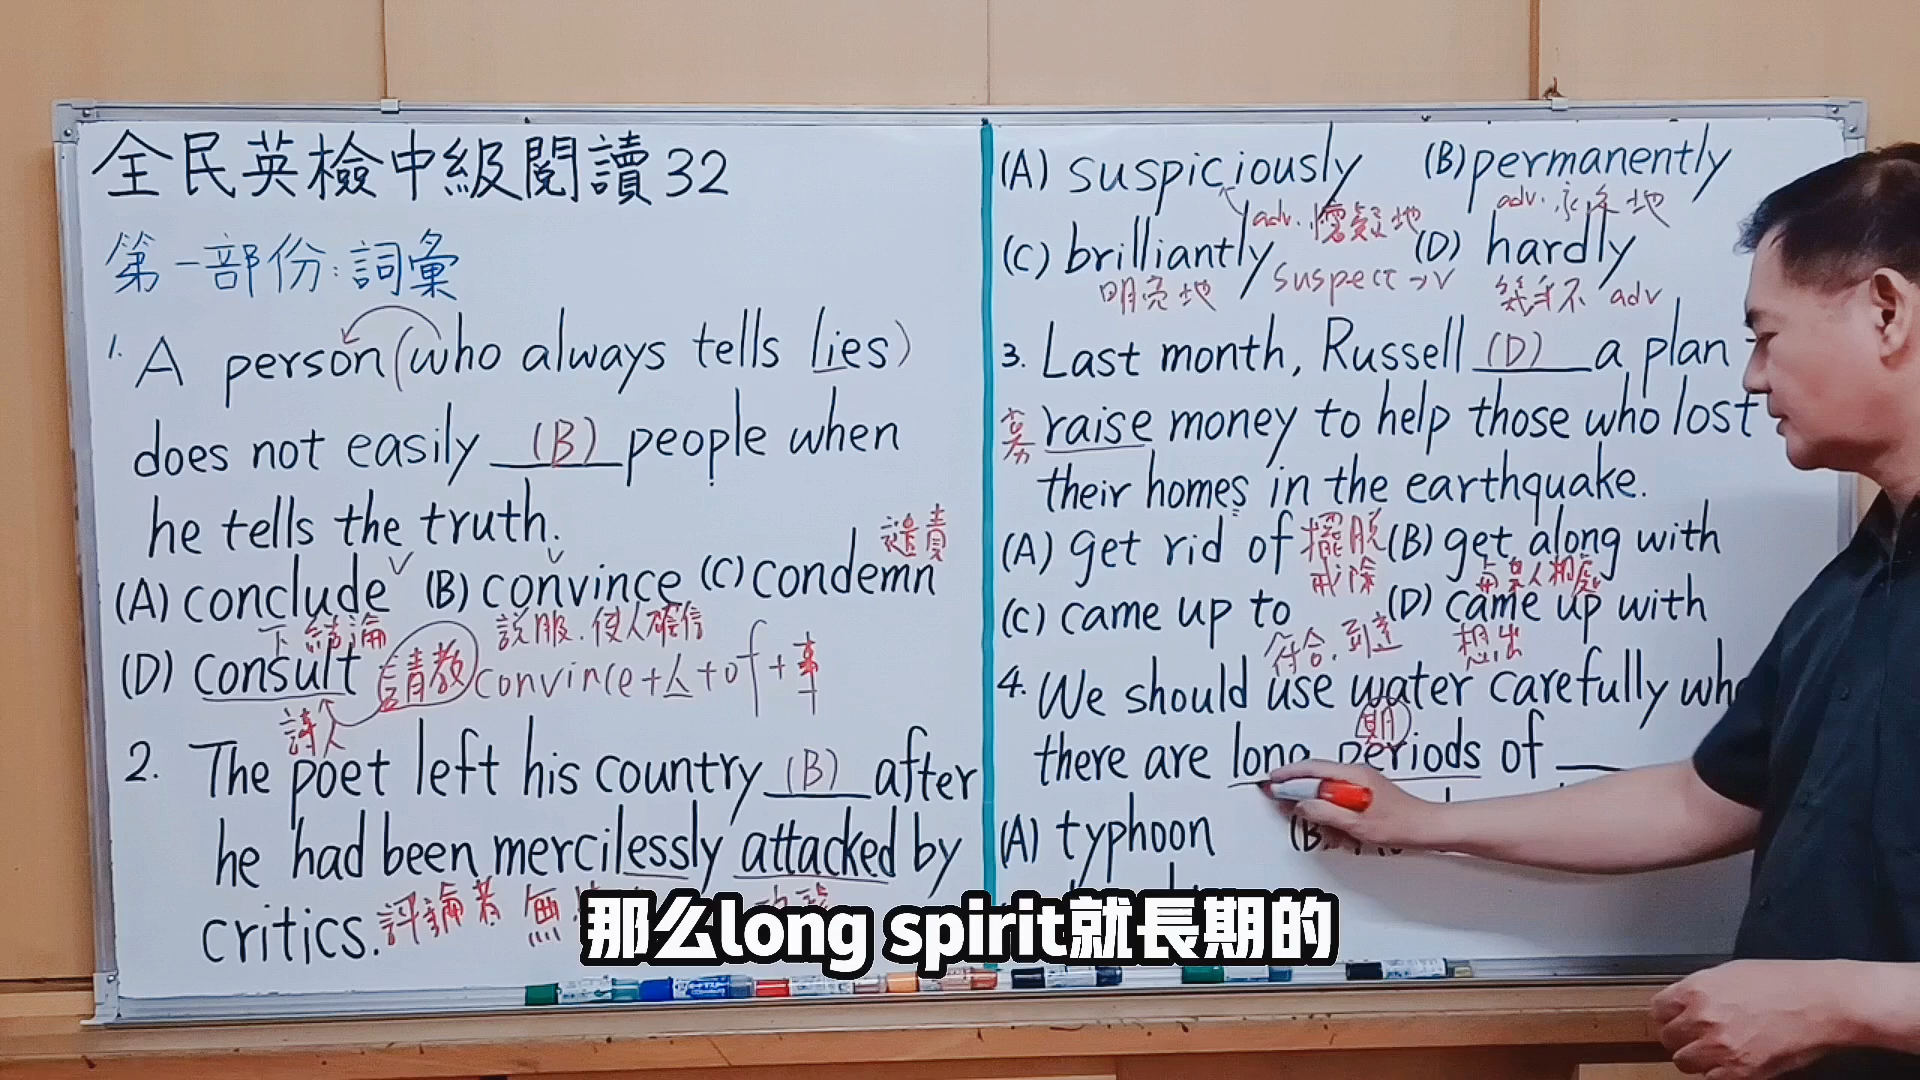 全民英檢中級閱讀32
第一部份:詞彙
1. A person (who always tells lies)
does not easily (B) people when
he tells the truth.
譴責
(A) conclude v (B) convince v (C) condemn
下結論 說服.使人確信
(D) consult 請教 convince+人+of+事
詩人
2. The poet left his country (B) after
he had been mercilessly attacked by
critics. 評論者 無
(A) suspiciously (B) permanently
adv. 懷疑地 adv. 永久地
(C) brilliantly (D) hardly
明亮地 suspect → v 幾乎不 adv
3. Last month, Russell (D) a plan
募 raise money to help those who lost
their homes in the earthquake.
(A) get rid of 擺脫 (B) get along with
戒除 與某人相處
(C) came up to (D) came up with
符合.到達 想出
4. We should use water carefully
期
there are long periods of
(A) typhoon (B)
那么long spirit就長期的